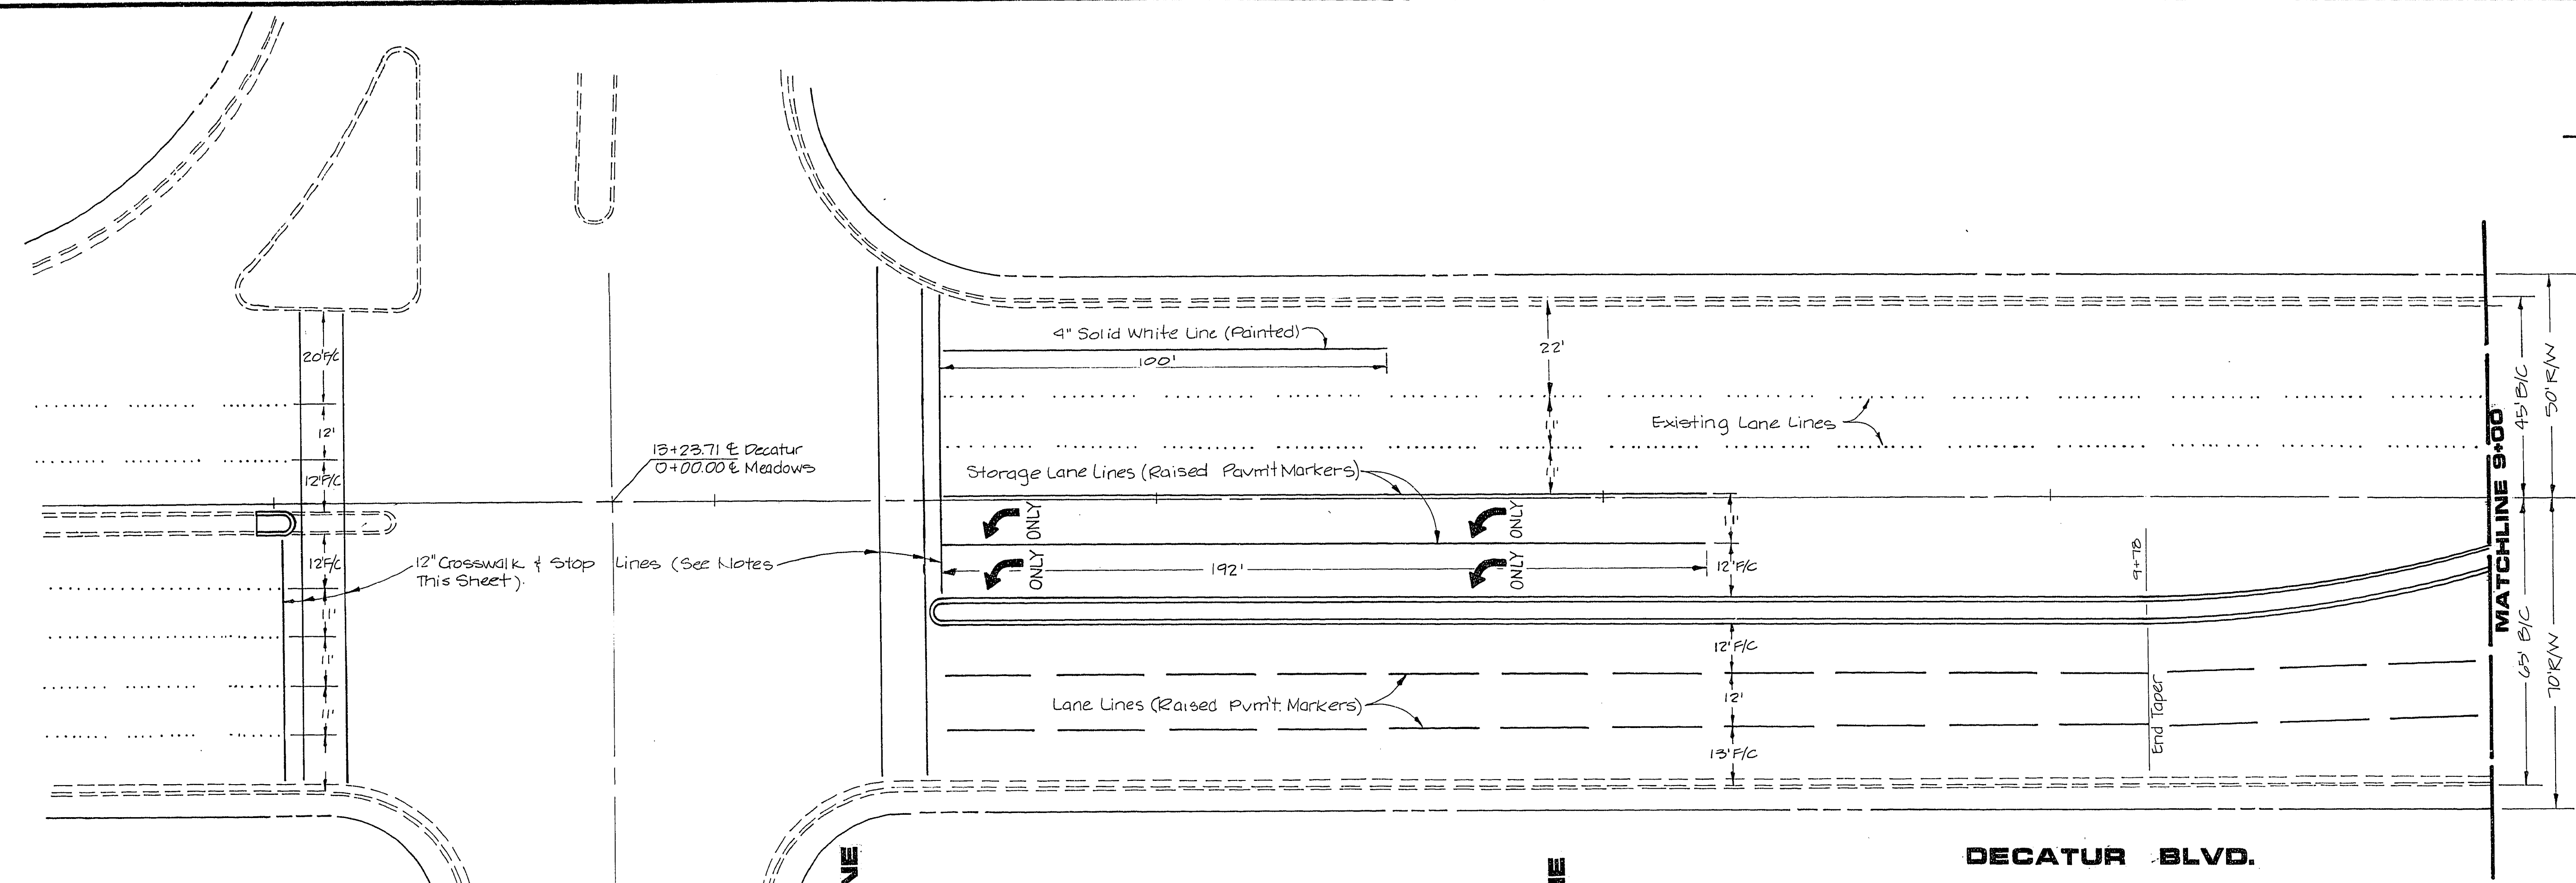 4" Solid White Line (Painted)
100'
20' F/C
12'
12' F/C
22'
11'
11'
Existing Lane Lines
13+23.71 ℄ Decatur
0+00.00 ℄ Meadows
Storage Lane Lines (Raised Pavm't Markers)
ONLY
ONLY
ONLY
ONLY
11'
12' F/C
192'
12" Crosswalk & Stop Lines (See Notes
This Sheet).
12' F/C
11'
11'
11'
12' F/C
12'
13' F/C
Lane Lines (Raised Pvm't. Markers)
9+78
End Taper
MATCHLINE 9+00
45' B/C
50' R/W
65' B/C
70' R/W
DECATUR BLVD.
NE
NE